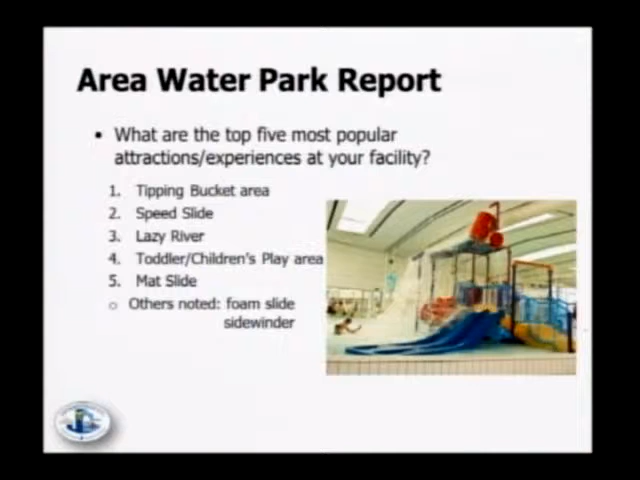 Area Water Park Report
• What are the top five most popular
attractions/experiences at your facility?
1. Tipping Bucket area
2. Speed Slide
3. Lazy River
4. Toddler/Children's Play area
5. Mat Slide
o Others noted: foam slide
sidewinder